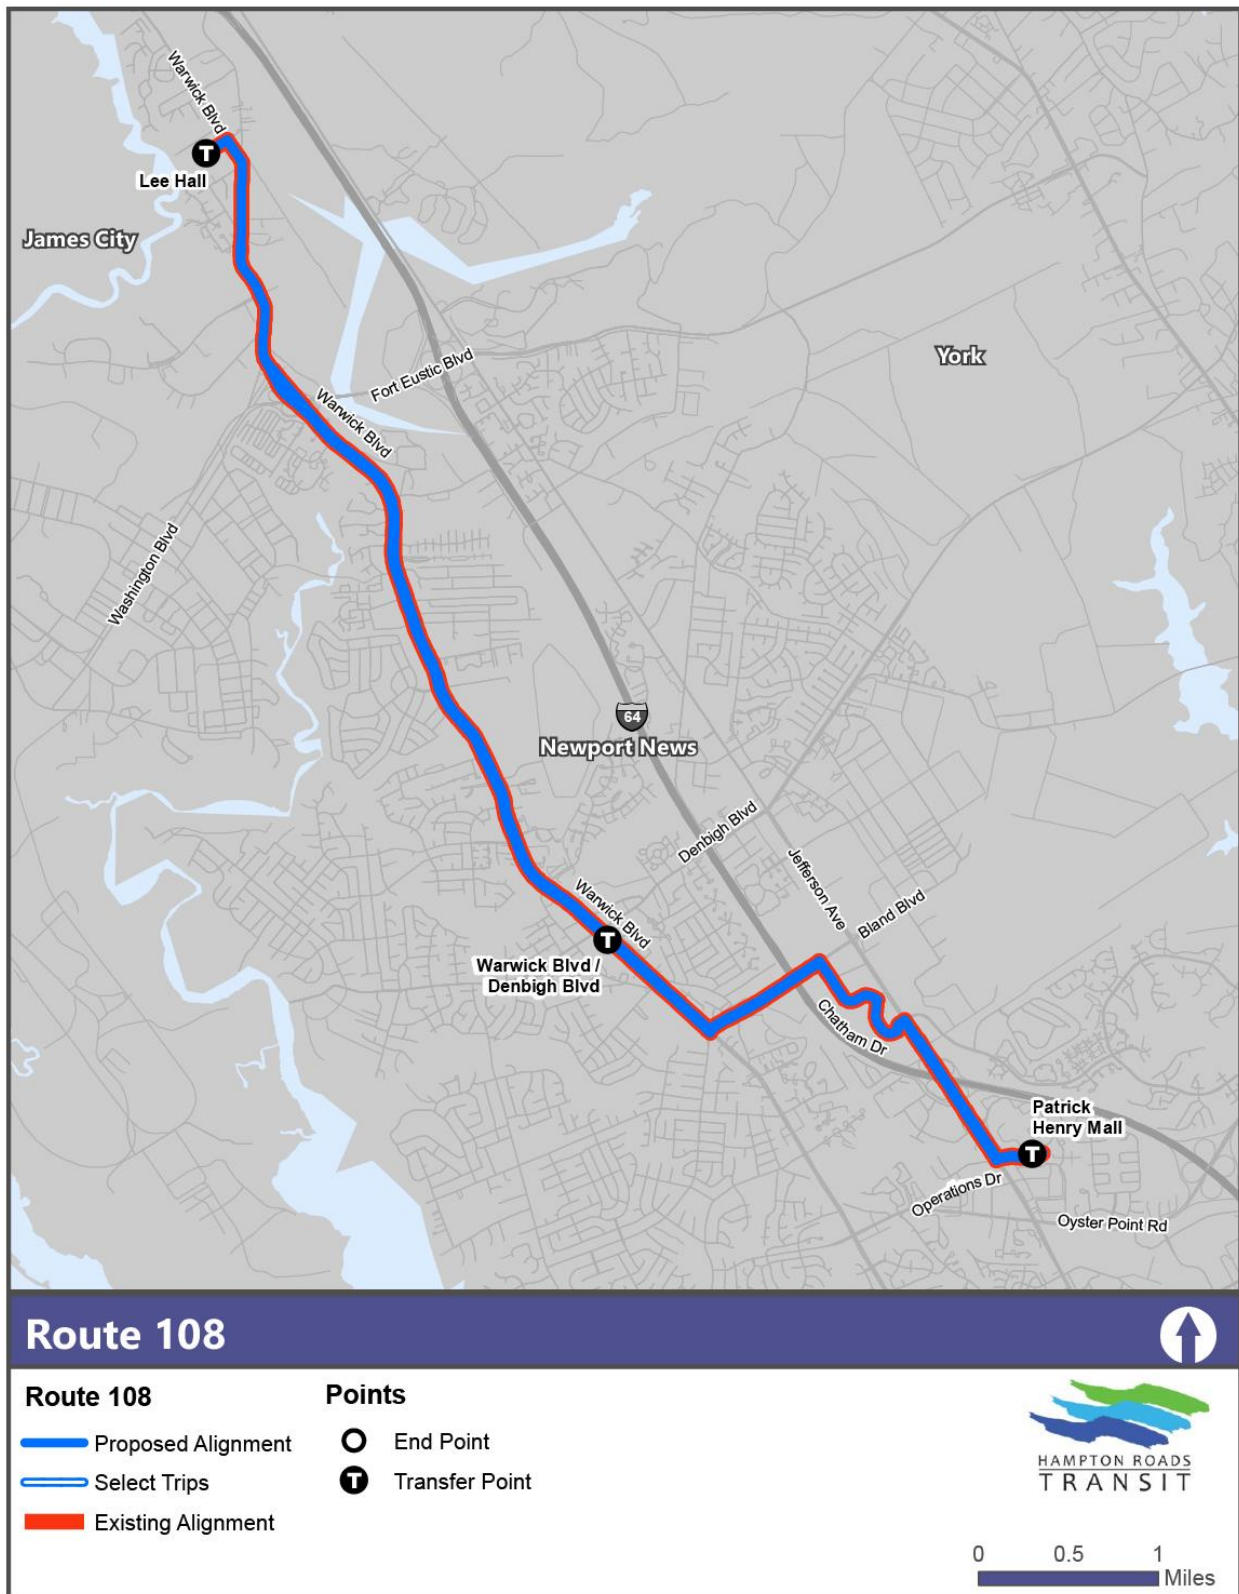 Warwick Blvd
T
Lee Hall
James City
York
Fort Eustic Blvd
Warwick Blvd
Washington Blvd
64
Newport News
Denbigh Blvd
Jefferson Ave
Bland Blvd
Warwick Blvd
T
Warwick Blvd /
Denbigh Blvd
Chatham Dr
Patrick
Henry Mall
T
Operations Dr
Oyster Point Rd
Route 108
Route 108
Points
Proposed Alignment
End Point
Select Trips
T
Transfer Point
Existing Alignment
HAMPTON ROADS
TRANSIT
0 0.5 1
Miles